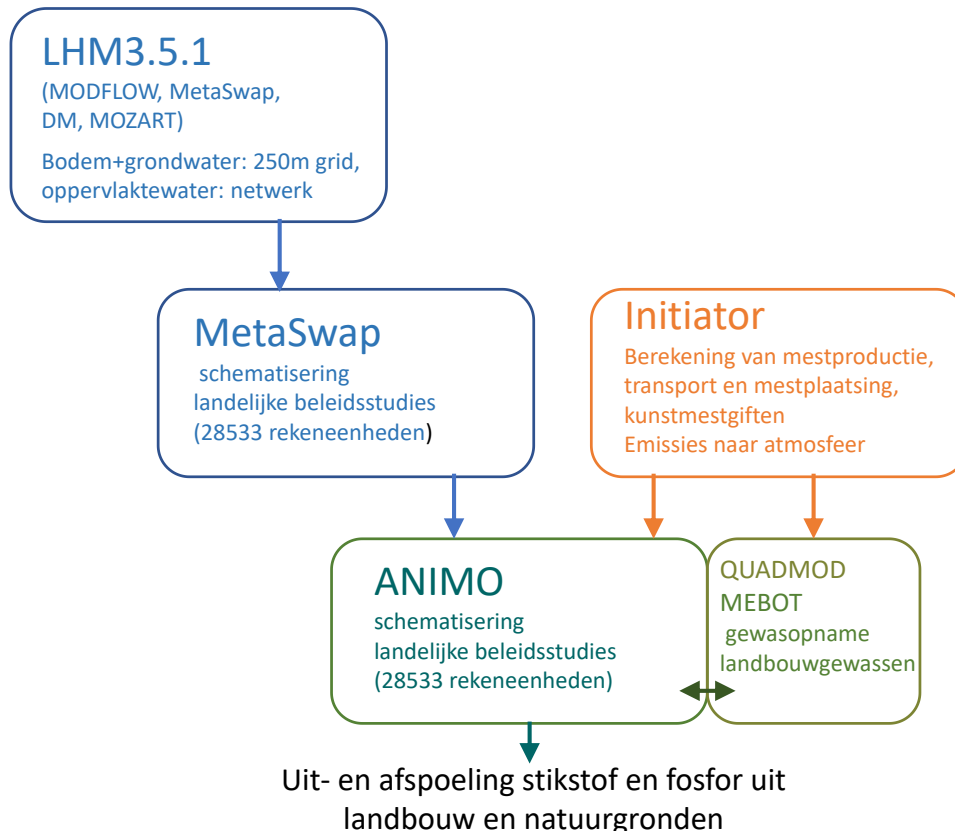 LHM3.5.1
(MODFLOW, MetaSwap,
DM, MOZART)
Bodem+grondwater: 250m grid,
oppervlaktewater: netwerk
MetaSwap
schematisering
landelijke beleidsstudies
(28533 rekeneenheden)
Initiator
Berekening van mestproductie,
transport en mestplaatsing,
kunstmestgiften
Emissies naar atmosfeer
ANIMO
schematisering
landelijke beleidsstudies
(28533 rekeneenheden)
QUADMOD
MEBOT
gewasopname
landbouwgewassen
Uit- en afspoeling stikstof en fosfor uit
landbouw en natuurgronden